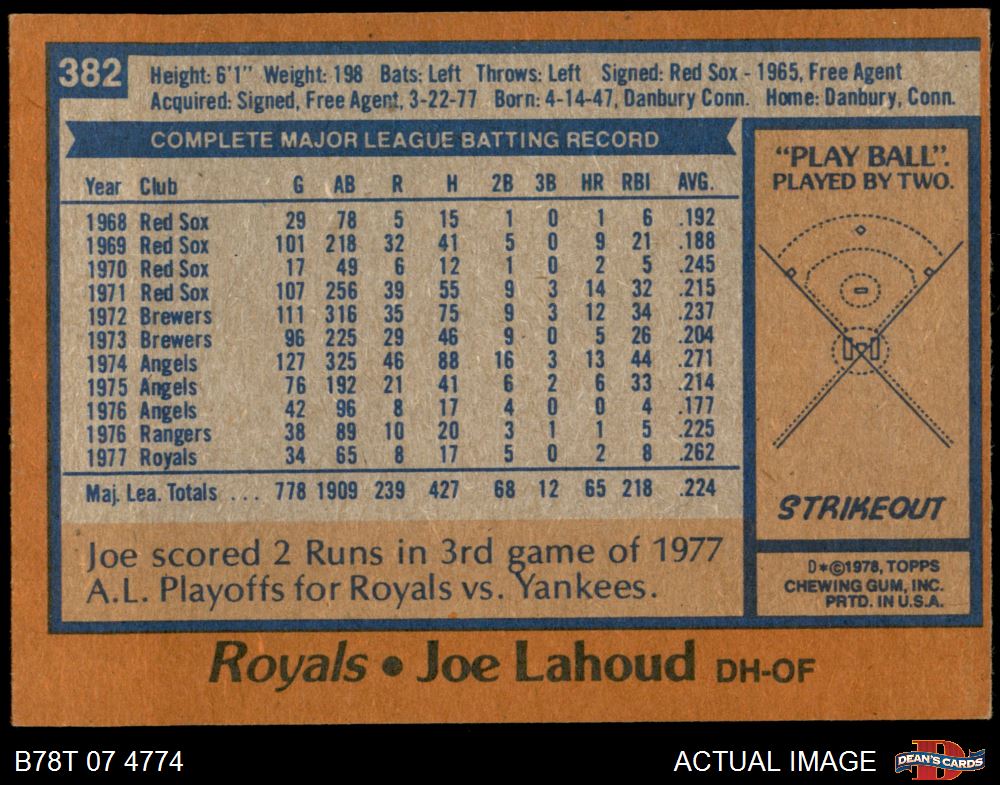 382
Height: 6'1" Weight: 198 Bats: Left Throws: Left Signed: Red Sox - 1965, Free Agent
Acquired: Signed, Free Agent, 3-22-77 Born: 4-14-47, Danbury Conn. Home: Danbury, Conn.
COMPLETE MAJOR LEAGUE BATTING RECORD
Year Club G AB R H 2B 3B HR RBI AVG.
1968 Red Sox 29 78 5 15 1 0 1 6 .192
1969 Red Sox 101 218 32 41 5 0 9 21 .188
1970 Red Sox 17 49 6 12 1 0 2 5 .245
1971 Red Sox 107 256 39 55 9 3 14 32 .215
1972 Brewers 111 316 35 75 9 3 12 34 .237
1973 Brewers 96 225 29 46 9 0 5 26 .204
1974 Angels 127 325 46 88 16 3 13 44 .271
1975 Angels 76 192 21 41 6 2 6 33 .214
1976 Angels 42 96 8 17 4 0 0 4 .177
1976 Rangers 38 89 10 20 3 1 1 5 .225
1977 Royals 34 65 8 17 5 0 2 8 .262
Maj. Lea. Totals ... 778 1909 239 427 68 12 65 218 .224
Joe scored 2 Runs in 3rd game of 1977
A.L. Playoffs for Royals vs. Yankees.
"PLAY BALL".
PLAYED BY TWO.
STRIKEOUT
D*©1978, TOPPS
CHEWING GUM, INC.
PRTD. IN U.S.A.
Royals • Joe Lahoud DH-OF
B78T 07 4774
ACTUAL IMAGE
DEAN'S CARDS